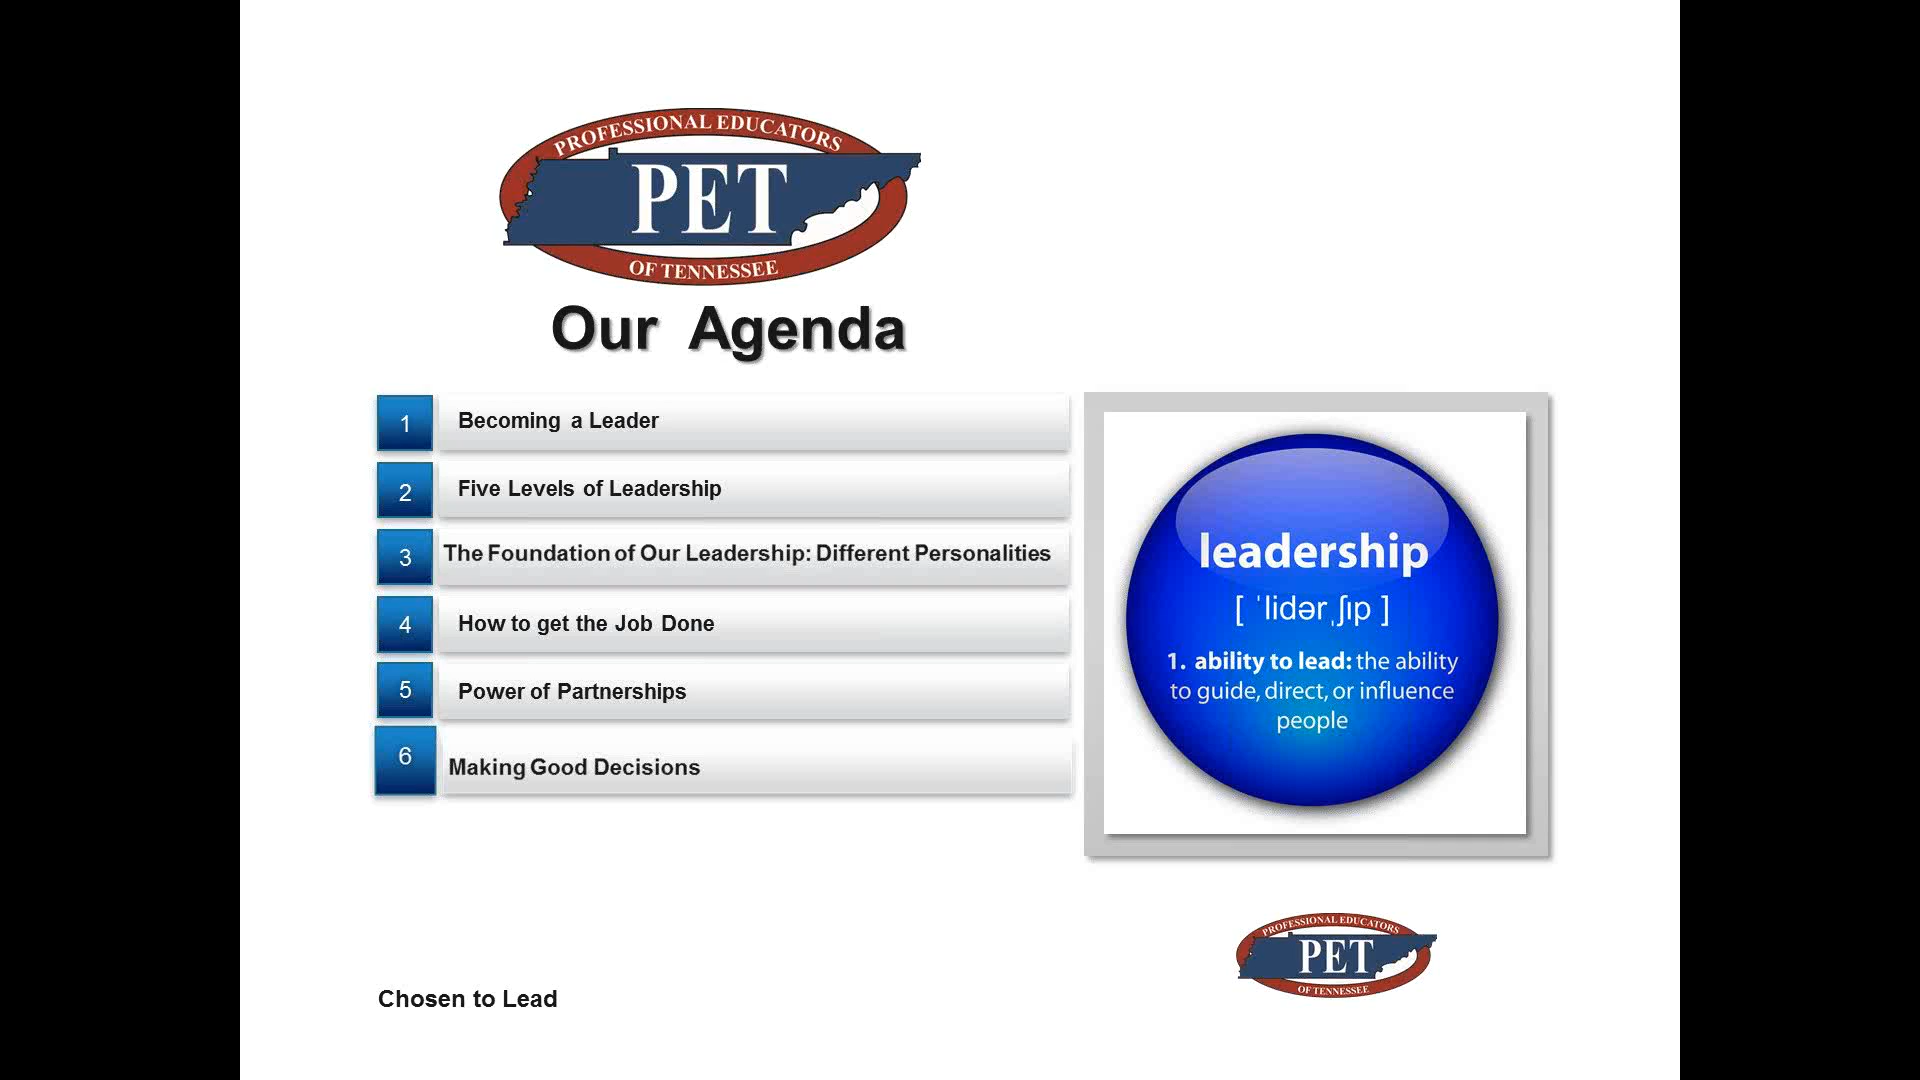 PROFESSIONAL EDUCATORS
PET
OF TENNESSEE
Our Agenda
1 Becoming a Leader
2 Five Levels of Leadership
3 The Foundation of Our Leadership: Different Personalities
4 How to get the Job Done
5 Power of Partnerships
6 Making Good Decisions
leadership
[ ˈlidərˌʃıp ]
1. ability to lead: the ability
to guide, direct, or influence
people
PROFESSIONAL EDUCATORS
PET
OF TENNESSEE
Chosen to Lead